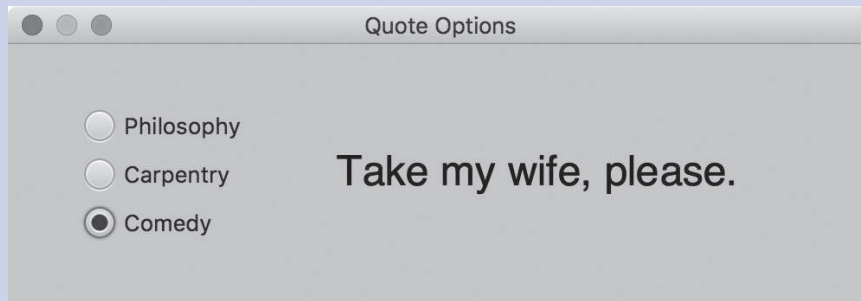 Quote Options
Philosophy
Carpentry
Comedy
Take my wife, please.